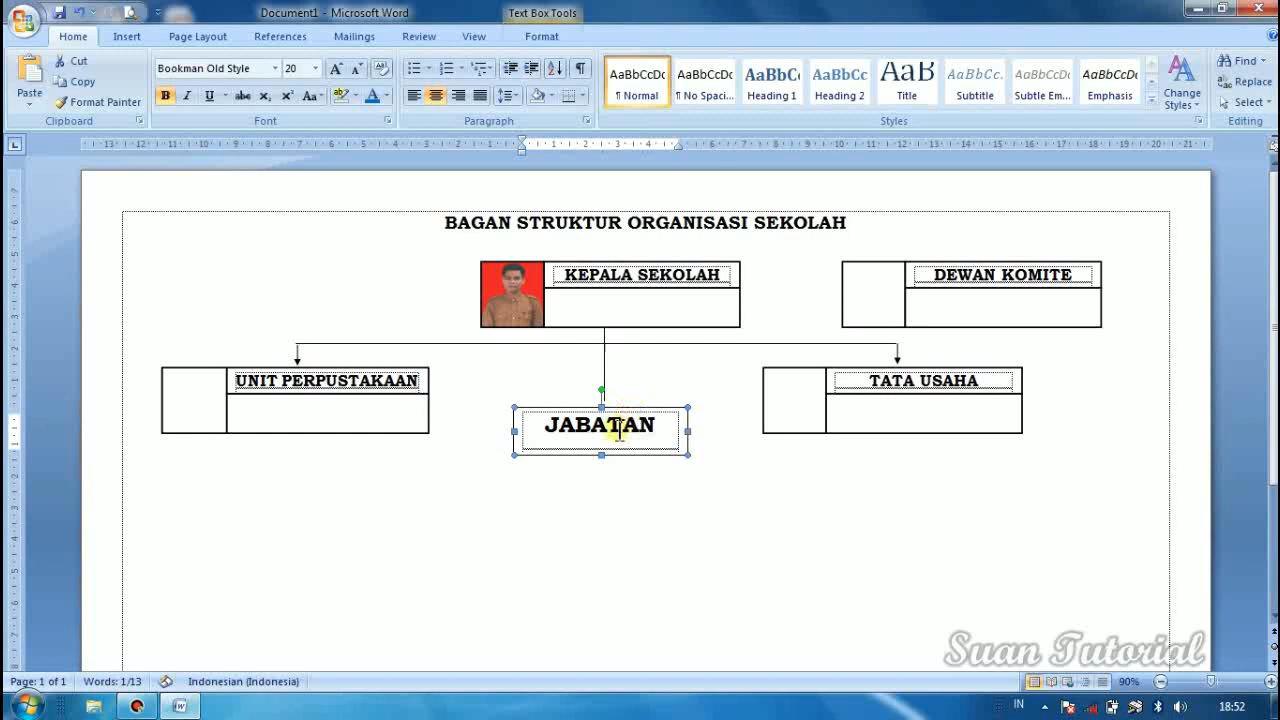 Document1 - Microsoft Word
Text Box Tools
Home Insert Page Layout References Mailings Review View Format
Paste
Cut
Copy
Format Painter
Clipboard
Bookman Old Style 20
Font
Paragraph
AaBbCcDc
¶ Normal
AaBbCcDc
¶ No Spaci...
AaBbCc
Heading 1
AaBbCc
Heading 2
AaB
Title
AaBbCc.
Subtitle
AaBbCcDc
Subtle Em...
AaBbCcDc
Emphasis
Change Styles
Styles
Find
Replace
Select
Editing
BAGAN STRUKTUR ORGANISASI SEKOLAH
KEPALA SEKOLAH
DEWAN KOMITE
UNIT PERPUSTAKAAN
TATA USAHA
JABATAN
Suan Tutorial
Page: 1 of 1 Words: 1/13 Indonesian (Indonesia) 90%
IN 18:52